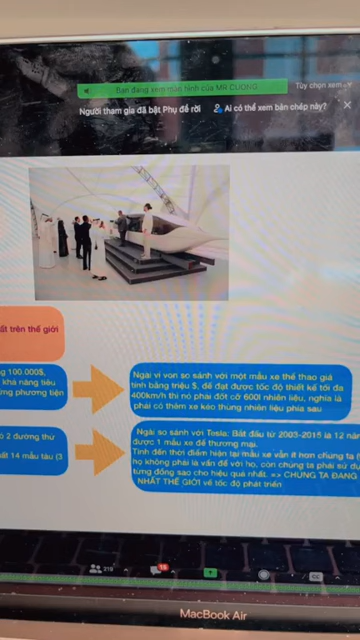 Bạn đang xem màn hình của MR CUONG
Tùy chọn xem
Người tham gia đã bật Phụ đề rời
Ai có thể xem bản chép này?
ất trên thế giới
g 100.000$,
khả năng tiêu
ững phương tiện
Ngài ví von so sánh với một mẫu xe thể thao giá
tính bằng triệu $, để đạt được tốc độ thiết kế tối đa
400km/h thì nó phải đốt cỡ 600l nhiên liệu, nghĩa là
phải có thêm xe kéo thùng nhiên liệu phía sau
ó 2 đường thứ
ất 14 mẫu tàu (3
Ngài so sánh với Tesla: Bắt đầu từ 2003-2015 là 12 năm
được 1 mẫu xe để thương mại.
Tính đến thời điểm hiện tại mẫu xe vẫn ít hơn chúng ta
họ không phải là vấn đề với họ, còn chúng ta phải sử dụ
từng đồng sao cho hiệu quả nhất. => CHÚNG TA ĐANG
NHẤT THẾ GIỚI về tốc độ phát triển
219
15
CC
MacBook Air